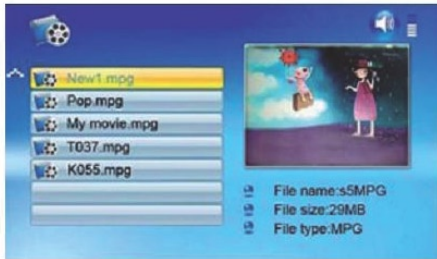 New1.mpg
Pop.mpg
My movie.mpg
T037.mpg
K055.mpg
File name:s5MPG
File size:29MB
File type:MPG